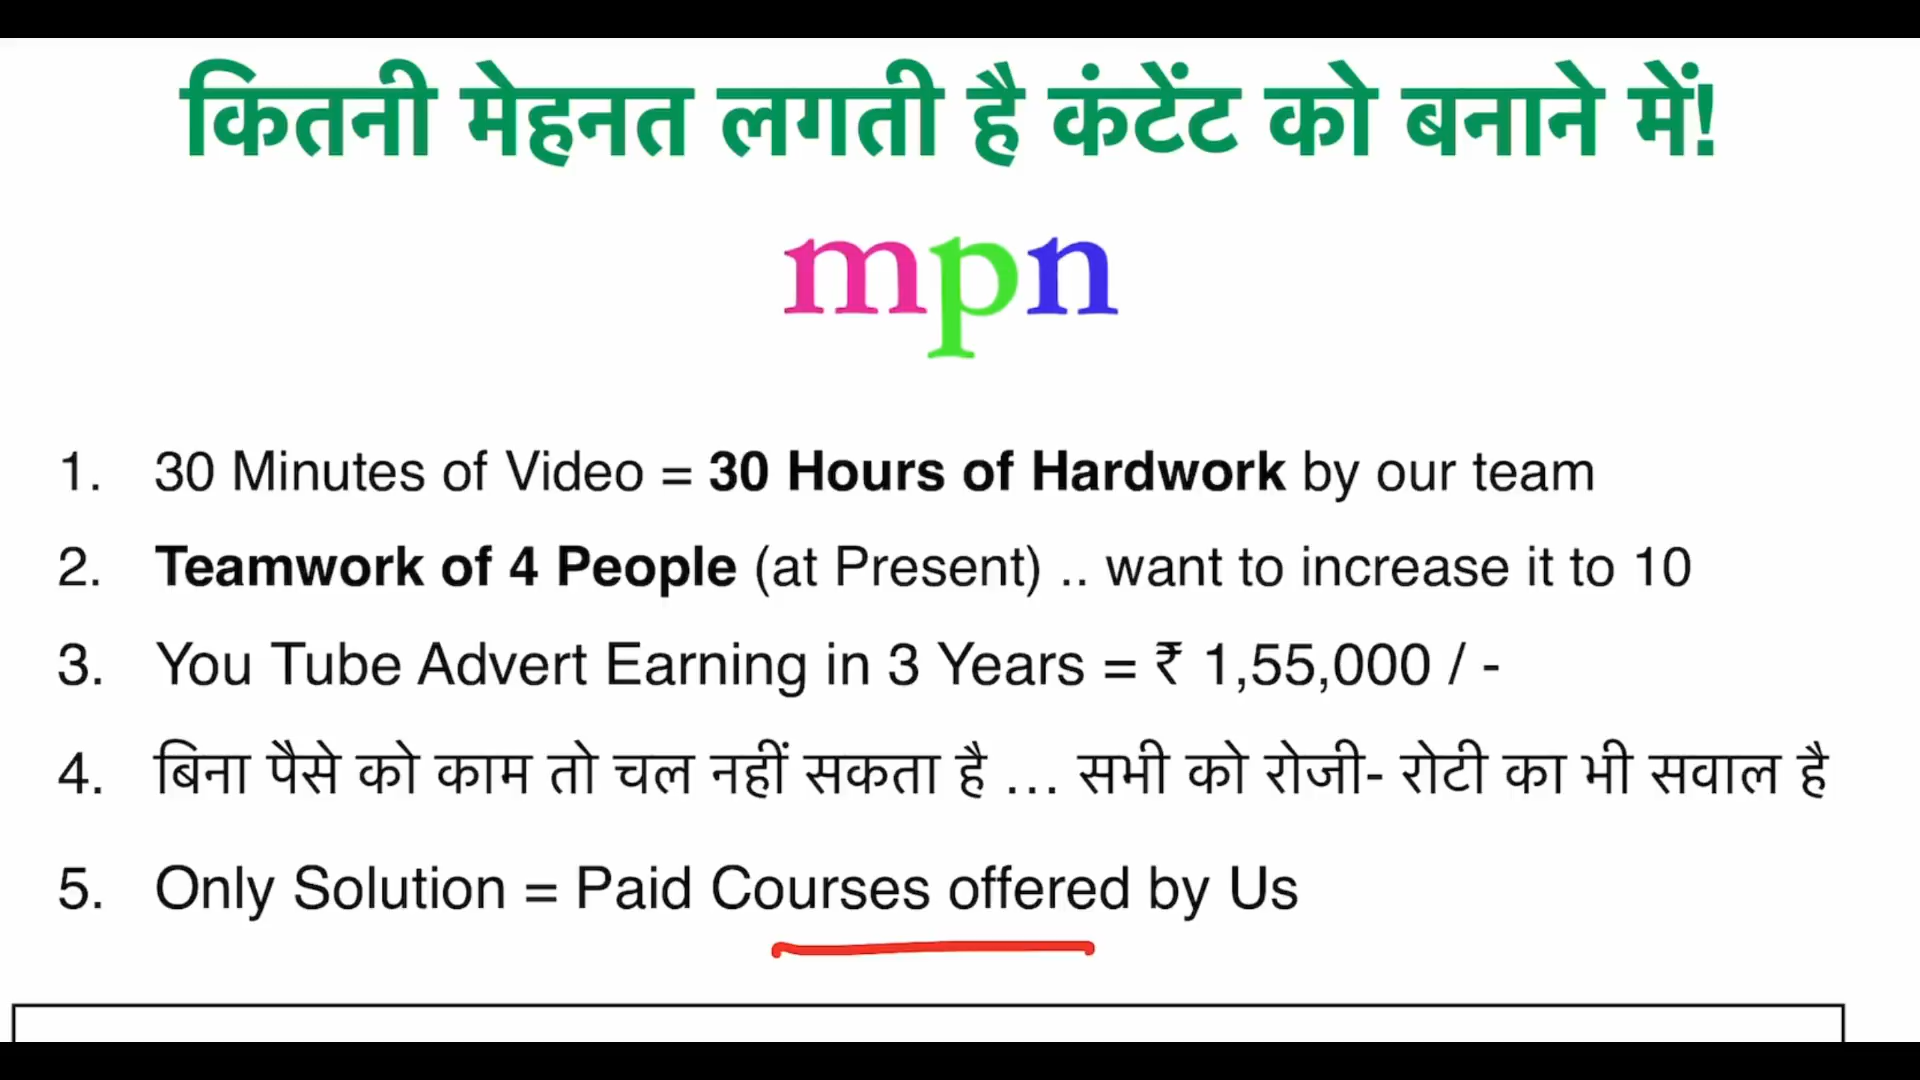 कितनी मेहनत लगती है कंटेंट को बनाने में!
mpn
1. 30 Minutes of Video = 30 Hours of Hardwork by our team
2. Teamwork of 4 People (at Present) .. want to increase it to 10
3. You Tube Advert Earning in 3 Years = ₹ 1,55,000 / -
4. बिना पैसे को काम तो चल नहीं सकता है ... सभी को रोजी- रोटी का भी सवाल है
5. Only Solution = Paid Courses offered by Us